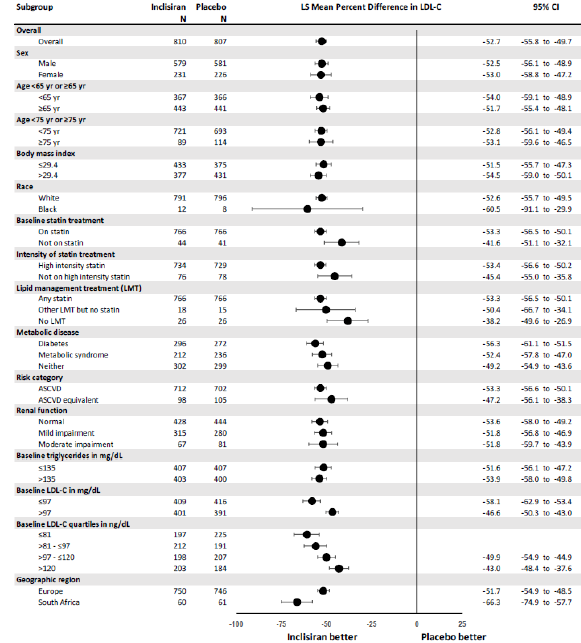 Subgroup Inclisiran Placebo LS Mean Percent Difference in LDL-C 95% CI
N N
Overall
Overall 810 807 -52.7 -55.8 to -49.7
Sex
Male 579 581 -52.5 -56.1 to -48.9
Female 231 226 -53.0 -58.8 to -47.2
Age <65 yr or ≥65 yr
<65 yr 367 366 -54.0 -59.1 to -48.9
≥65 yr 443 441 -51.7 -55.4 to -48.1
Age <75 yr or ≥75 yr
<75 yr 721 693 -52.8 -56.1 to -49.4
≥75 yr 89 114 -53.1 -59.6 to -46.5
Body mass index
≤29.4 433 375 -51.5 -55.7 to -47.3
>29.4 377 431 -54.5 -59.0 to -50.1
Race
White 791 796 -52.6 -55.7 to -49.5
Black 12 8 -60.5 -91.1 to -29.9
Baseline statin treatment
On statin 766 766 -53.3 -56.5 to -50.1
Not on statin 44 41 -41.6 -51.1 to -32.1
Intensity of statin treatment
High intensity statin 734 729 -53.4 -56.6 to -50.2
Not on high intensity statin 76 78 -45.4 -55.0 to -35.8
Lipid management treatment (LMT)
Any statin 766 766 -53.3 -56.5 to -50.1
Other LMT but no statin 18 15 -50.4 -66.7 to -34.1
No LMT 26 26 -38.2 -49.6 to -26.9
Metabolic disease
Diabetes 296 272 -56.3 -61.1 to -51.5
Metabolic syndrome 212 236 -52.4 -57.8 to -47.0
Neither 302 299 -49.2 -54.9 to -43.6
Risk category
ASCVD 712 702 -53.3 -56.6 to -50.1
ASCVD equivalent 98 105 -47.2 -56.1 to -38.3
Renal function
Normal 428 444 -53.6 -58.0 to -49.2
Mild impairment 315 280 -51.8 -56.8 to -46.9
Moderate impairment 67 81 -51.8 -59.7 to -43.9
Baseline triglycerides in mg/dL
≤135 407 407 -51.6 -56.1 to -47.2
>135 403 400 -53.9 -58.0 to -49.8
Baseline LDL-C in mg/dL
≤97 409 416 -58.1 -62.9 to -53.4
>97 401 391 -46.6 -50.3 to -43.0
Baseline LDL-C quartiles in ng/dL
≤81 197 225
>81 - ≤97 212 191
>97 - ≤120 198 207 -49.9 -54.9 to -44.9
>120 203 184 -43.0 -48.4 to -37.6
Geographic region
Europe 750 746 -51.7 -54.9 to -48.5
South Africa 60 61 -66.3 -74.9 to -57.7
-100 -75 -50 -25 0 25
Inclisiran better Placebo better